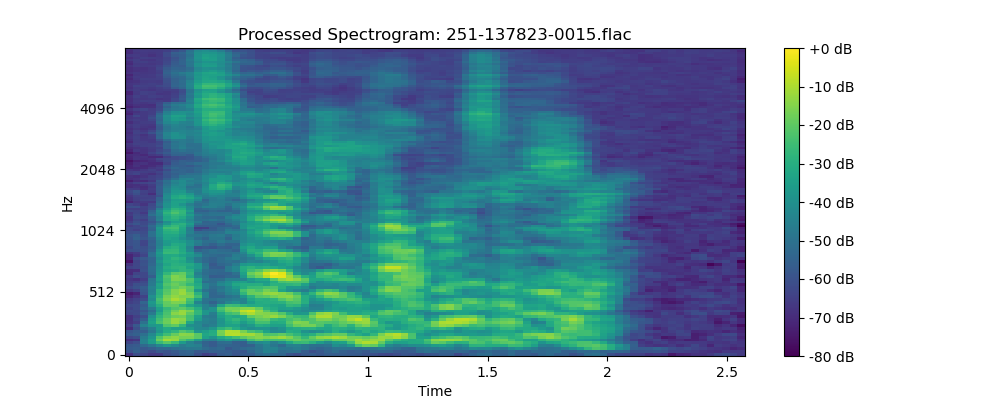 Processed Spectrogram: 251-137823-0015.flac
Hz
4096
2048
1024
512
0
0
0.5
1
1.5
2
2.5
Time
+0 dB
-10 dB
-20 dB
-30 dB
-40 dB
-50 dB
-60 dB
-70 dB
-80 dB